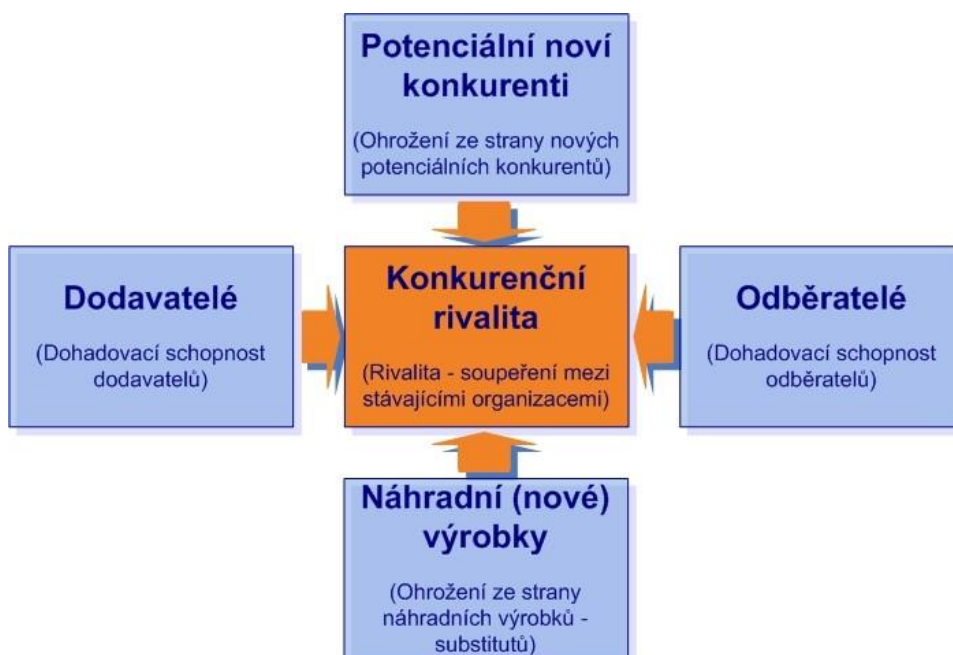 Potenciální noví
konkurenti
(Ohrožení ze strany nových
potenciálních konkurentů)
Dodavatelé
(Dohadovací schopnost
dodavatelů)
Konkurenční
rivalita
(Rivalita - soupeření mezi
stávajícími organizacemi)
Odběratelé
(Dohadovací schopnost
odběratelů)
Náhradní (nové)
výrobky
(Ohrožení ze strany
náhradních výrobků -
substitutů)